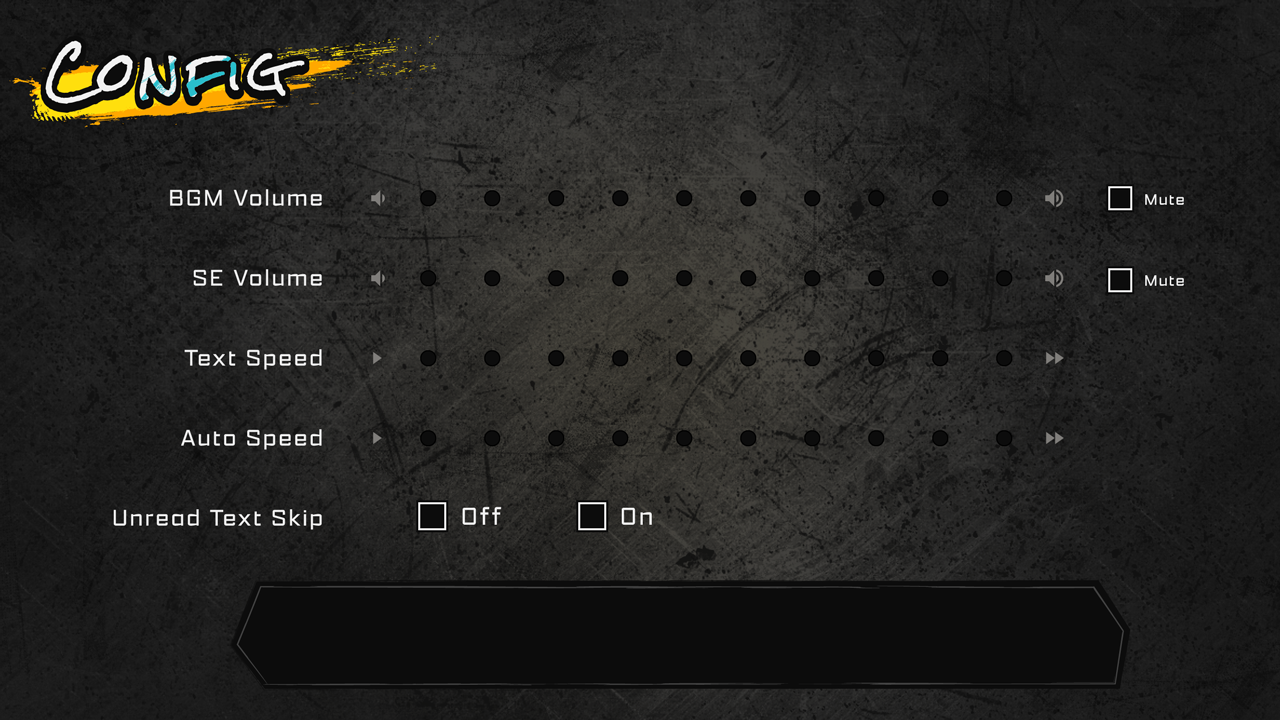 Config
BGM Volume Mute
SE Volume Mute
Text Speed
Auto Speed
Unread Text Skip Off On